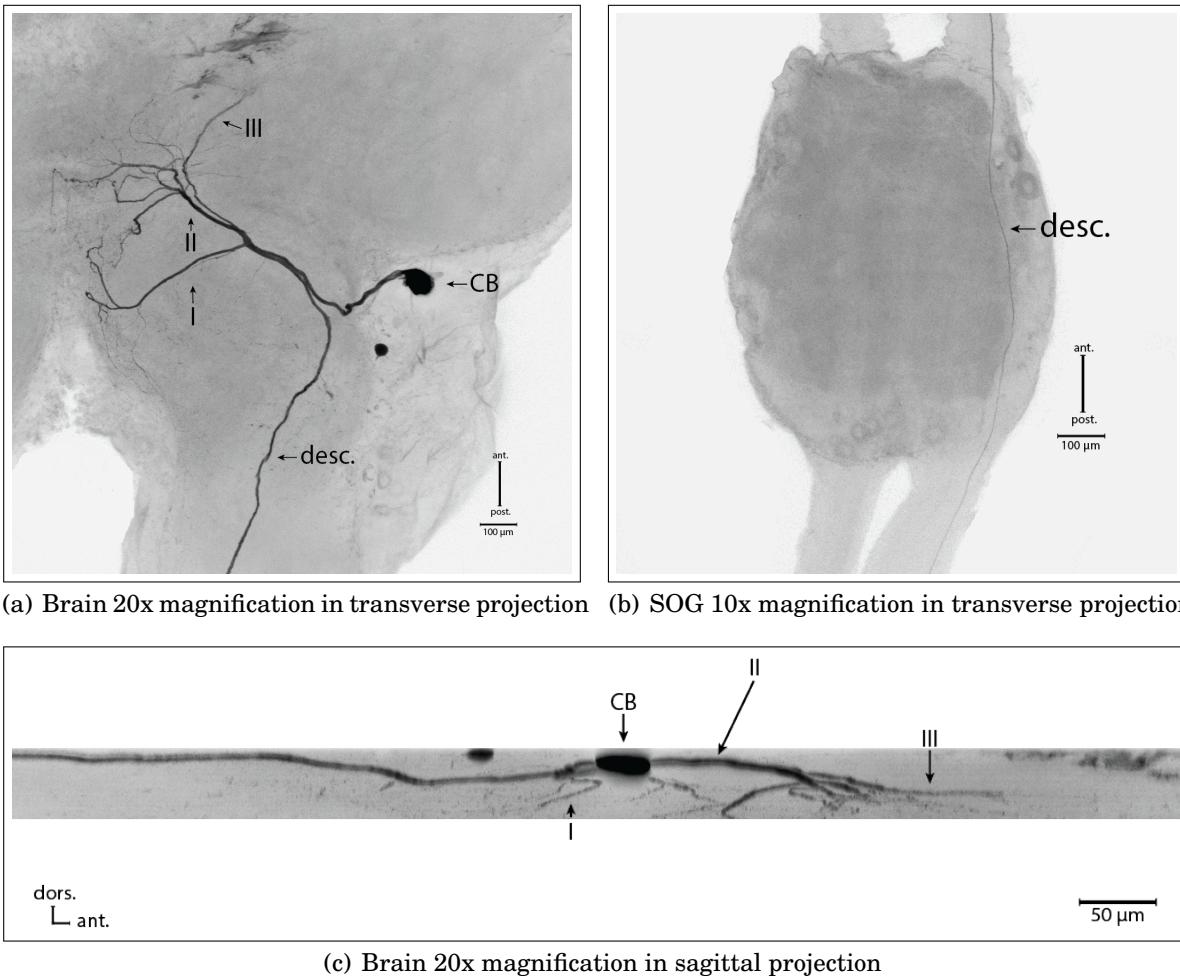 III
II
I
CB
desc.
ant.
post.
100 µm
desc.
ant.
post.
100 µm
(a) Brain 20x magnification in transverse projection
(b) SOG 10x magnification in transverse projection
II
CB
III
I
dors.
ant.
50 µm
(c) Brain 20x magnification in sagittal projection